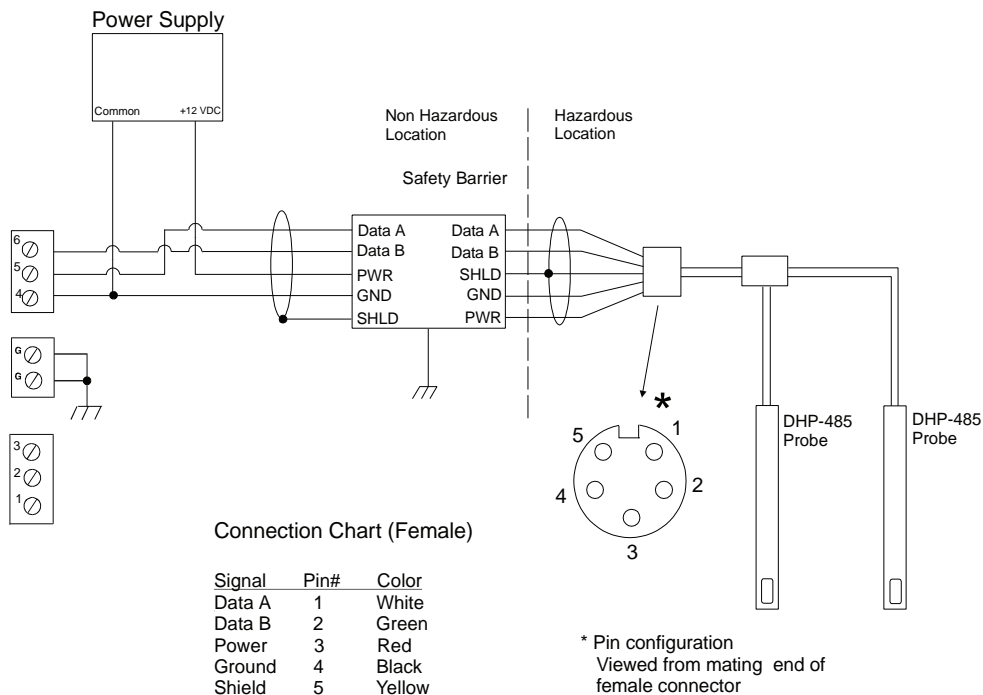 Power Supply
Common +12 VDC
Non Hazardous
Location
Hazardous
Location
Safety Barrier
6
5
4
Data A
Data B
PWR
GND
SHLD
Data A
Data B
SHLD
GND
PWR
G
G
3
2
1
*
5 1
4 2
3
DHP-485
Probe
DHP-485
Probe
Connection Chart (Female)
Signal Pin# Color
Data A 1 White
Data B 2 Green
Power 3 Red
Ground 4 Black
Shield 5 Yellow
* Pin configuration
Viewed from mating end of
female connector